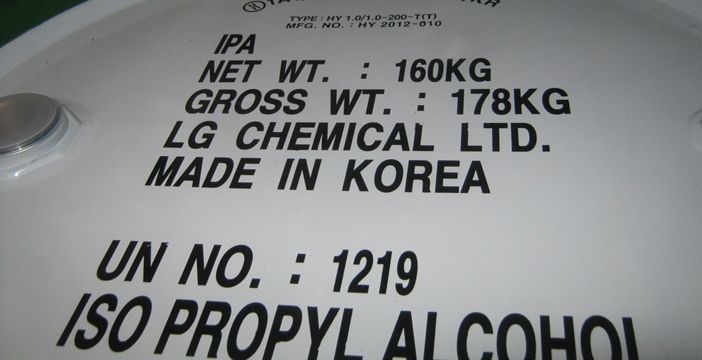 TYPE: HY 1.0/1.0-200-T(T)
MFG. NO. : HY 2012-010
IPA
NET WT. : 160KG
GROSS WT. : 178KG
LG CHEMICAL LTD.
MADE IN KOREA
UN NO. : 1219
ISO PROPYL ALCOHOL